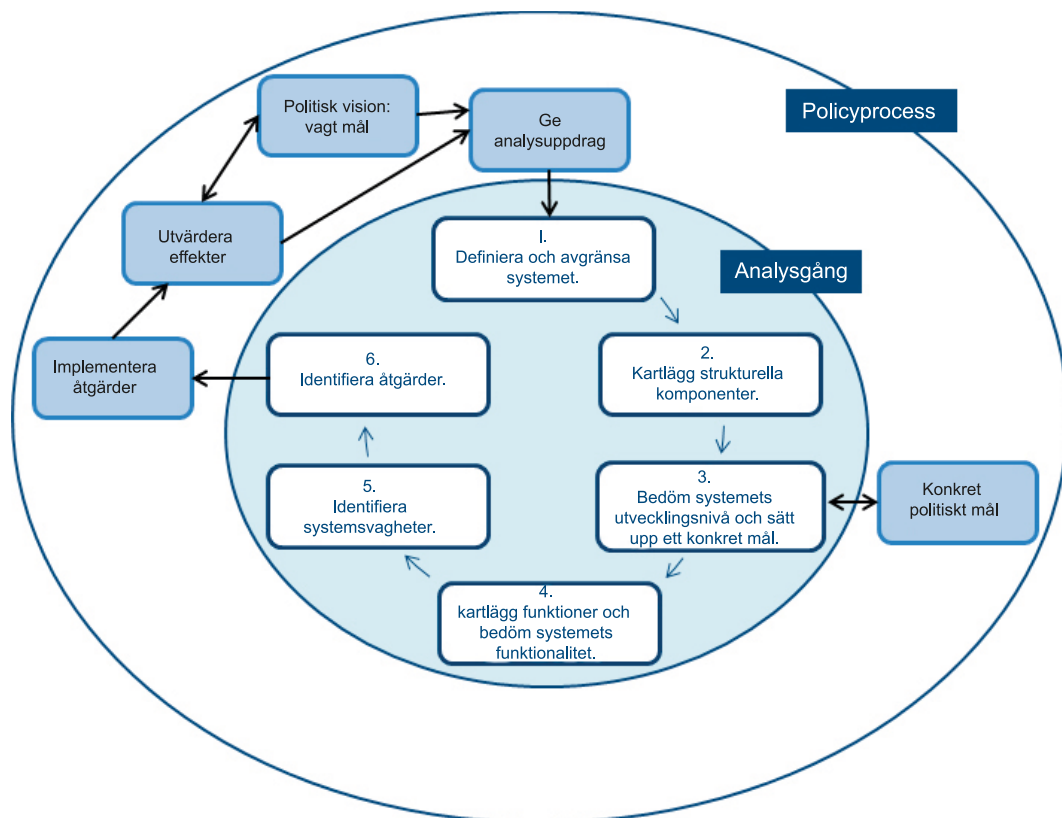 Policyprocess
Politisk vision:
vagt mål
Ge
analysuppdrag
Utvärdera
effekter
Implementera
åtgärder
Analysgång
I.
Definiera och avgränsa
systemet.
2.
Kartlägg strukturella
komponenter.
3.
Bedöm systemets
utvecklingsnivå och sätt
upp ett konkret mål.
Konkret
politiskt mål
4.
kartlägg funktioner och
bedöm systemets
funktionalitet.
5.
Identifiera
systemsvagheter.
6.
Identifiera åtgärder.